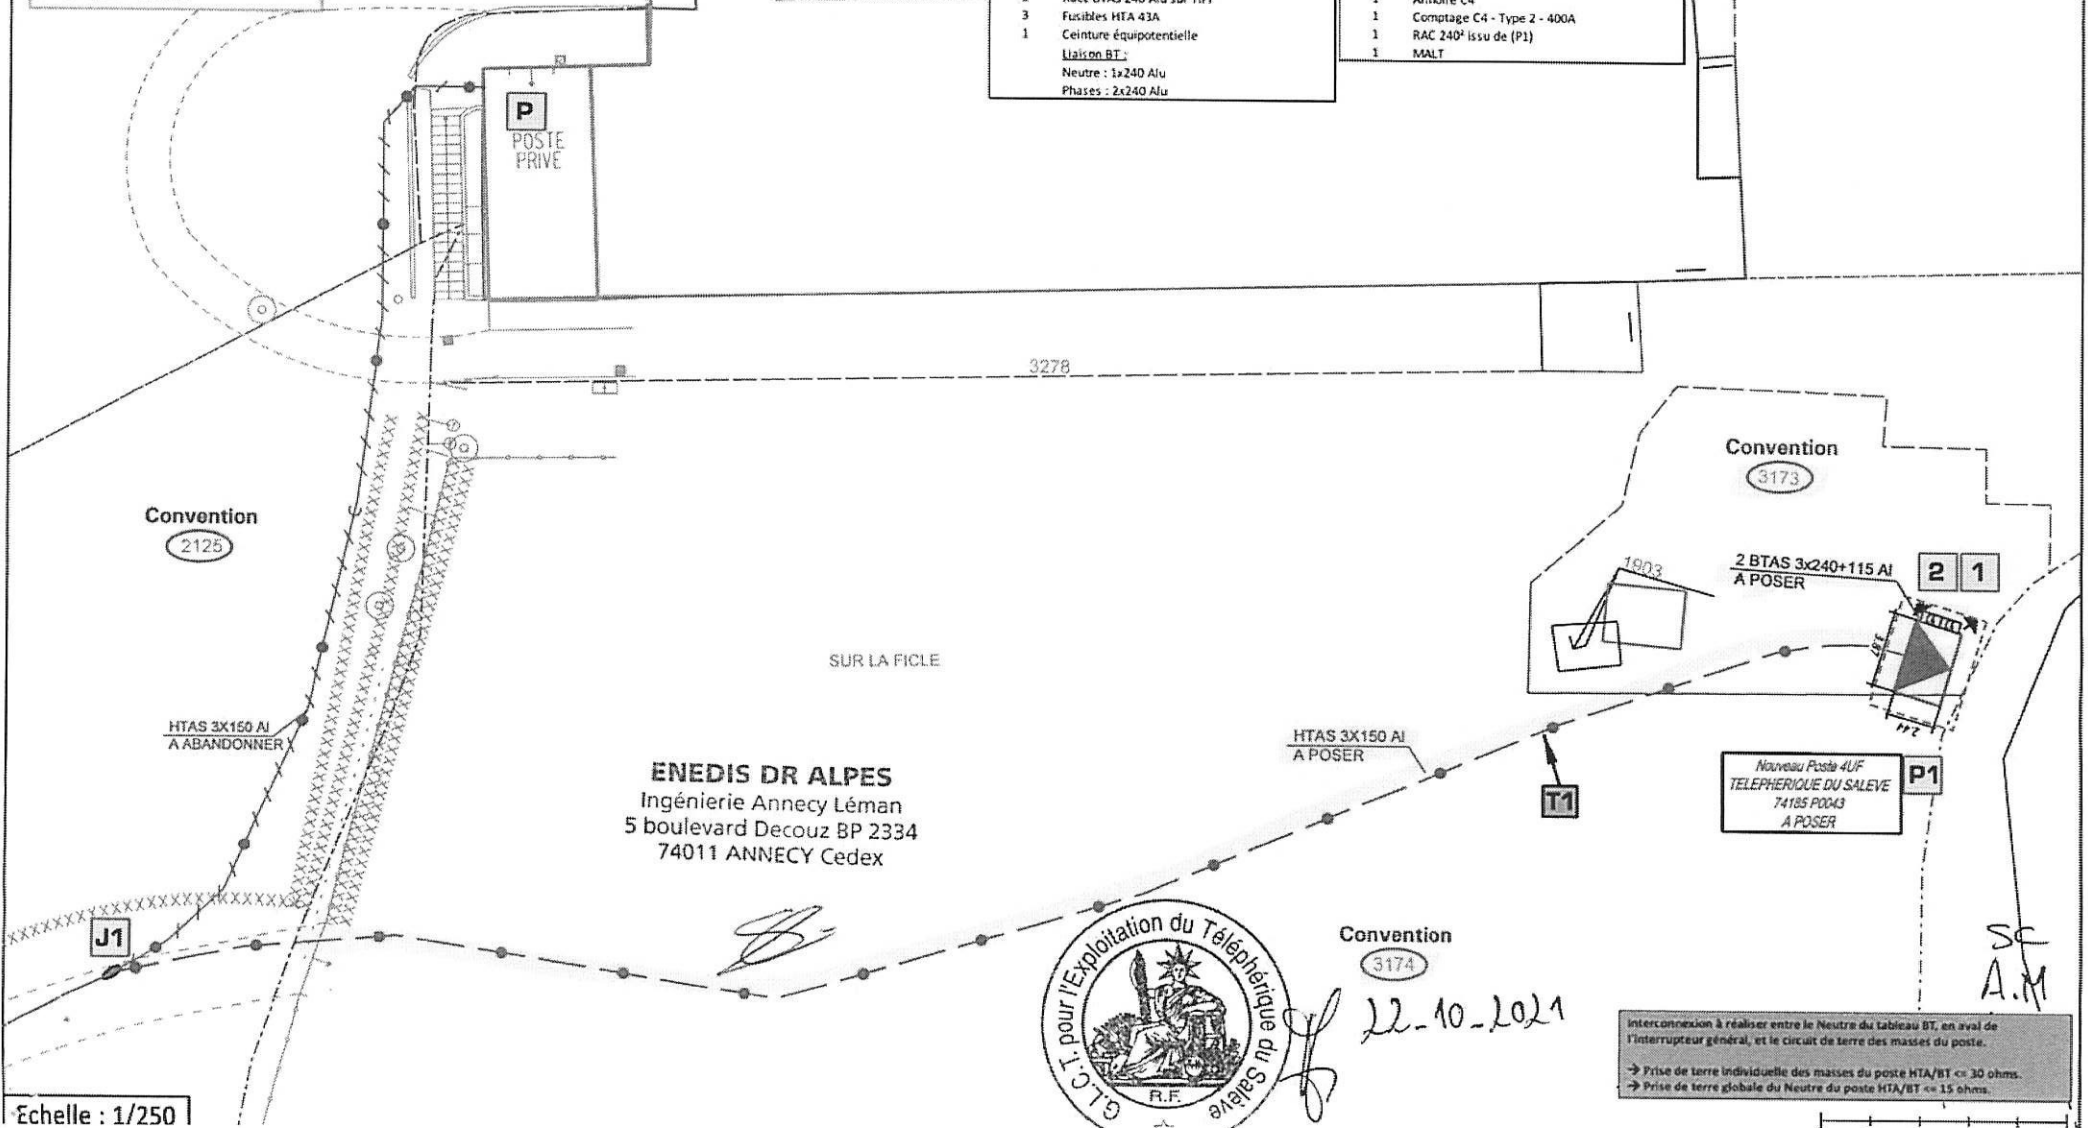 3 Fusibles HTA 43A
1 Ceinture équipotentielle
Liaison BT :
Neutre : 1x240 Alu
Phases : 2x240 Alu
1 Armoire C4
1 Comptage C4 - Type 2 - 400A
1 RAC 240² issu de (P1)
1 MALT
P
POSTE
PRIVE
3278
Convention
3173
Convention
2125
1903
2 BTAS 3x240+115 Al
A POSER
2 1
SUR LA FICLE
HTAS 3X150 Al
A ABANDONNER
HTAS 3X150 Al
A POSER
T1
ENEDIS DR ALPES
Ingénierie Annecy Léman
5 boulevard Decouz BP 2334
74011 ANNECY Cedex
Nouveau Poste 4UF
TELEPHERIQUE DU SALEVE
74185 P0043
A POSER
P1
2.44
J1
G.L.C.T. pour l'Exploitation du Téléphérique du Salève
R.F.
Convention
3174
22-10-2021
SC
A.M
Interconnexion à réaliser entre le Neutre du tableau BT, en aval de
l'interrupteur général, et le circuit de terre des masses du poste.
→ Prise de terre individuelle des masses du poste HTA/BT <= 30 ohms.
→ Prise de terre globale du Neutre du poste HTA/BT <= 15 ohms.
Echelle : 1/250